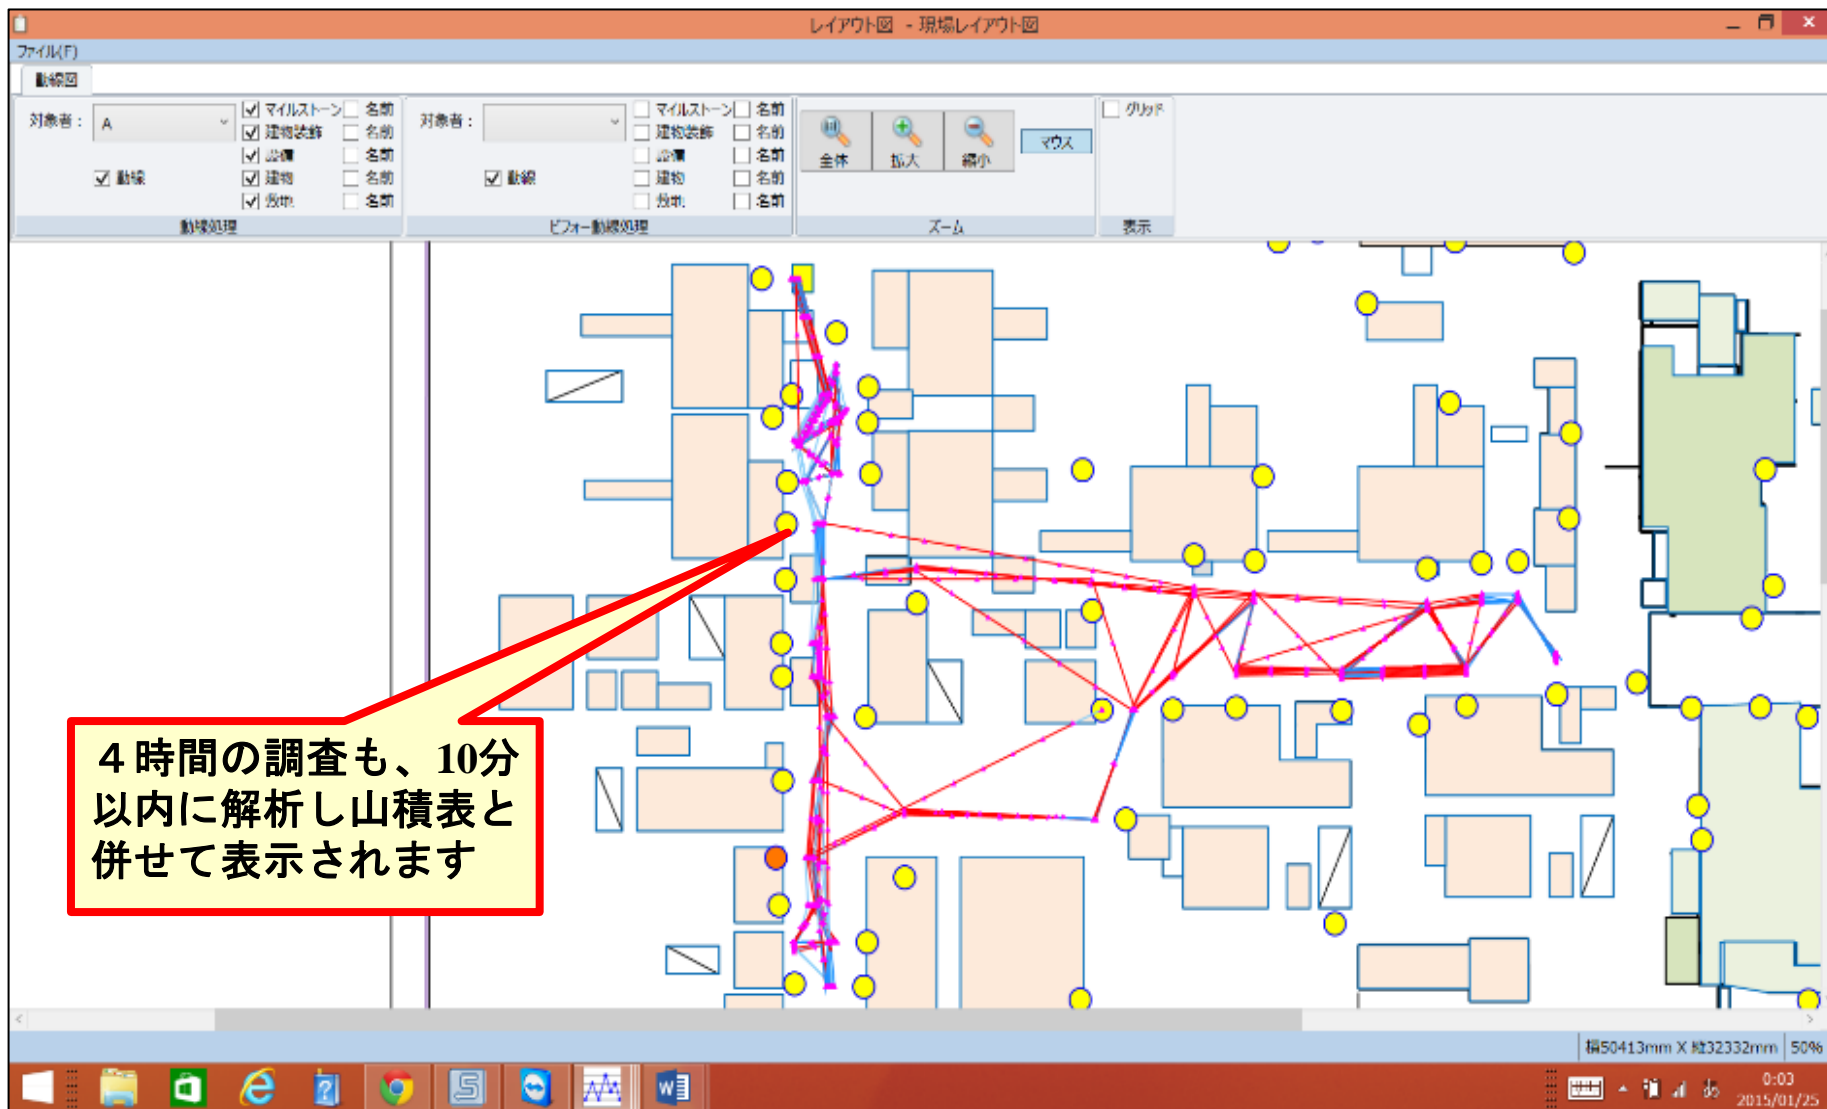 レイアウト図 - 現場レイアウト図
ファイル(F)
動線図
対象者： A
マイルストーン 名前
建物装飾 名前
設備 名前
動線 建物 名前
敷地 名前
動線処理
対象者：
マイルストーン 名前
建物装飾 名前
設備 名前
動線 建物 名前
敷地 名前
ビフォー動線処理
全体 拡大 縮小 マウス
ズーム
グリッド
表示
４時間の調査も、10分
以内に解析し山積表と
併せて表示されます
横50413mm X 縦32332mm 50%
0:03
2015/01/25